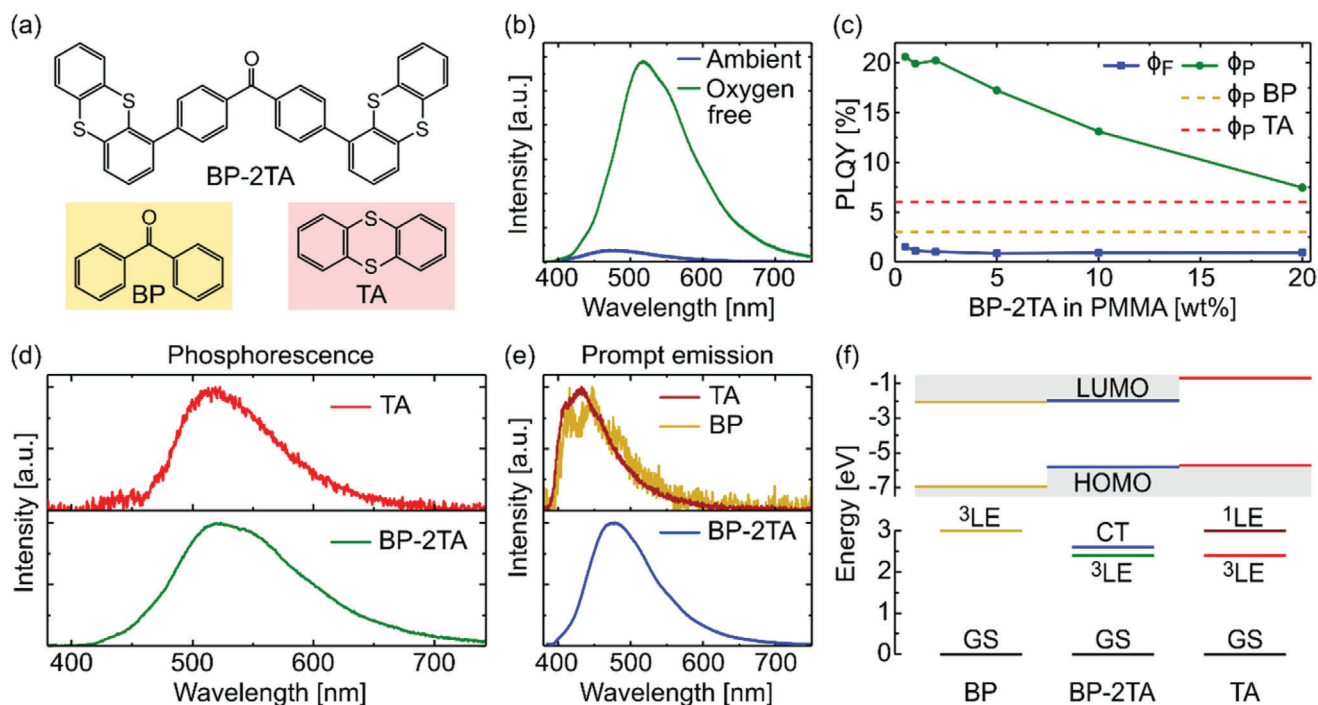 (a)
O
S
S
S
S
BP-2TA
O
BP
S
S
TA
(b)
Intensity [a.u.]
Ambient
Oxygen
free
400 500 600 700
Wavelength [nm]
(c)
PLQY [%]
20
15
10
5
0
ϕF ϕP
ϕP BP
ϕP TA
0 5 10 15 20
BP-2TA in PMMA [wt%]
(d) Phosphorescence
Intensity [a.u.]
TA
BP-2TA
400 500 600 700
Wavelength [nm]
(e) Prompt emission
Intensity [a.u.]
TA
BP
BP-2TA
400 500 600 700
Wavelength [nm]
(f)
Energy [eV]
-1
-3
-5
-7
LUMO
HOMO
3
2
1
0
³LE
CT
³LE
¹LE
³LE
GS GS GS
BP BP-2TA TA